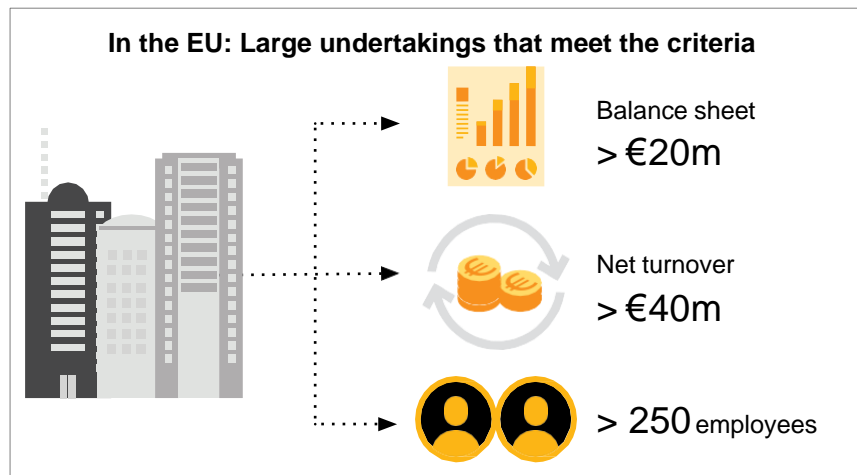 In the EU: Large undertakings that meet the criteria
Balance sheet
> €20m
Net turnover
> €40m
> 250 employees